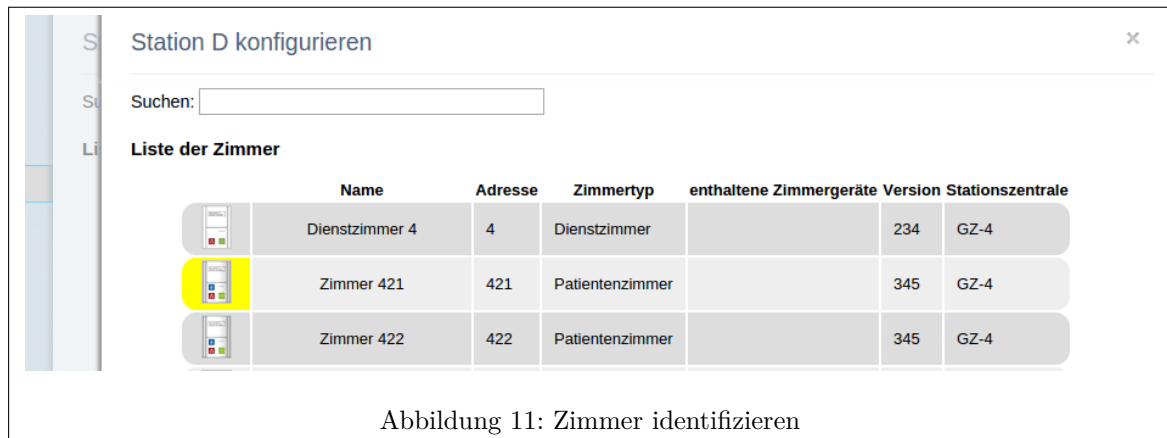 S
Station D konfigurieren
×
Su
Suchen:
Li
Liste der Zimmer
Name Adresse Zimmertyp enthaltene Zimmergeräte Version Stationszentrale
Dienstzimmer 4 4 Dienstzimmer 234 GZ-4
Zimmer 421 421 Patientenzimmer 345 GZ-4
Zimmer 422 422 Patientenzimmer 345 GZ-4
Abbildung 11: Zimmer identifizieren